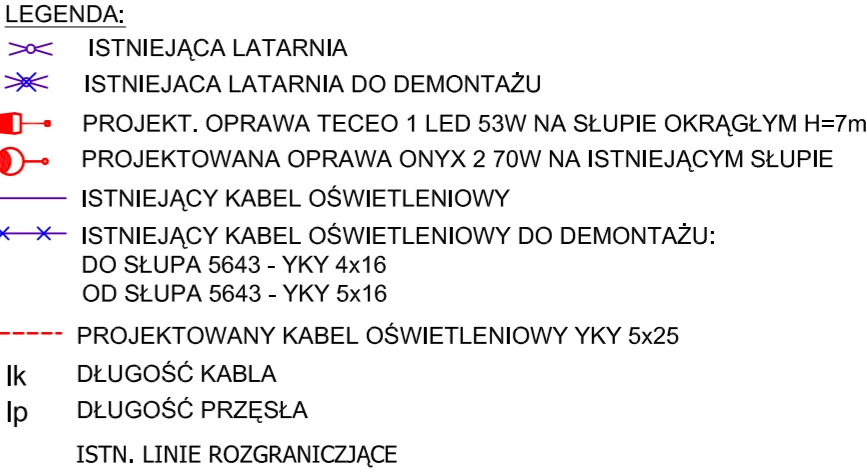 LEGENDA:
ISTNIEJĄCA LATARNIA
ISTNIEJACA LATARNIA DO DEMONTAŻU
PROJEKT. OPRAWA TECEO 1 LED 53W NA SŁUPIE OKRĄGŁYM H=7m
PROJEKTOWANA OPRAWA ONYX 2 70W NA ISTNIEJĄCYM SŁUPIE
ISTNIEJĄCY KABEL OŚWIETLENIOWY
ISTNIEJĄCY KABEL OŚWIETLENIOWY DO DEMONTAŻU:
DO SŁUPA 5643 - YKY 4x16
OD SŁUPA 5643 - YKY 5x16
PROJEKTOWANY KABEL OŚWIETLENIOWY YKY 5x25
lk DŁUGOŚĆ KABLA
lp DŁUGOŚĆ PRZĘSŁA
ISTN. LINIE ROZGRANICZJĄCE